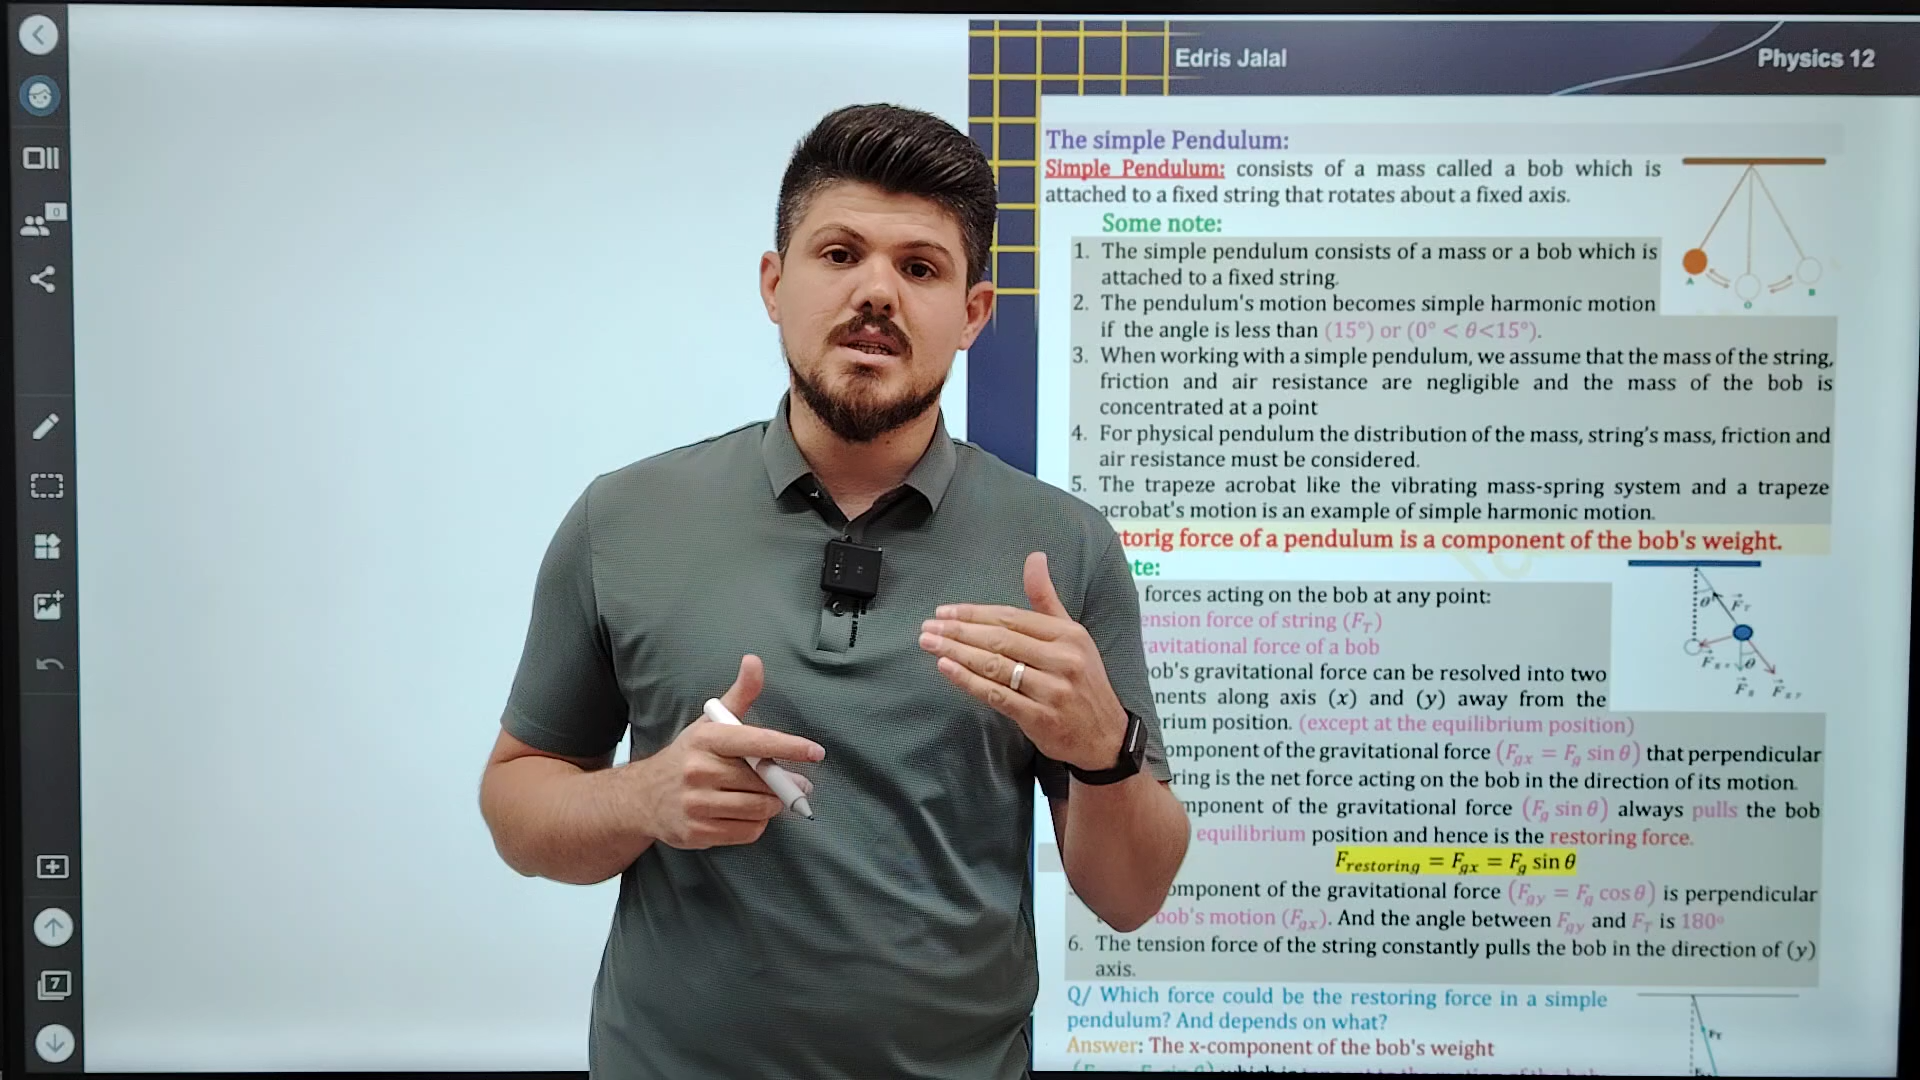 Edris Jalal
Physics 12
The simple Pendulum:
Simple Pendulum: consists of a mass called a bob which is
attached to a fixed string that rotates about a fixed axis.
Some note:
1. The simple pendulum consists of a mass or a bob which is
attached to a fixed string.
2. The pendulum's motion becomes simple harmonic motion
if the angle is less than (15°) or (0° < θ<15°).
3. When working with a simple pendulum, we assume that the mass of the string,
friction and air resistance are negligible and the mass of the bob is
concentrated at a point
4. For physical pendulum the distribution of the mass, string's mass, friction and
air resistance must be considered.
5. The trapeze acrobat like the vibrating mass-spring system and a trapeze
acrobat's motion is an example of simple harmonic motion.
torig force of a pendulum is a component of the bob's weight.
te:
forces acting on the bob at any point:
ension force of string (F_T)
ravitational force of a bob
ob's gravitational force can be resolved into two
nents along axis (x) and (y) away from the
rium position. (except at the equilibrium position)
omponent of the gravitational force (F_gx = F_g sin θ) that perpendicular
ring is the net force acting on the bob in the direction of its motion.
mponent of the gravitational force (F_g sin θ) always pulls the bob
equilibrium position and hence is the restoring force.
F_restoring = F_gx = F_g sin θ
omponent of the gravitational force (F_gy = F_g cos θ) is perpendicular
bob's motion (F_gx). And the angle between F_gy and F_T is 180°
6. The tension force of the string constantly pulls the bob in the direction of (y)
axis.
Q/ Which force could be the restoring force in a simple
pendulum? And depends on what?
Answer: The x-component of the bob's weight
0
7